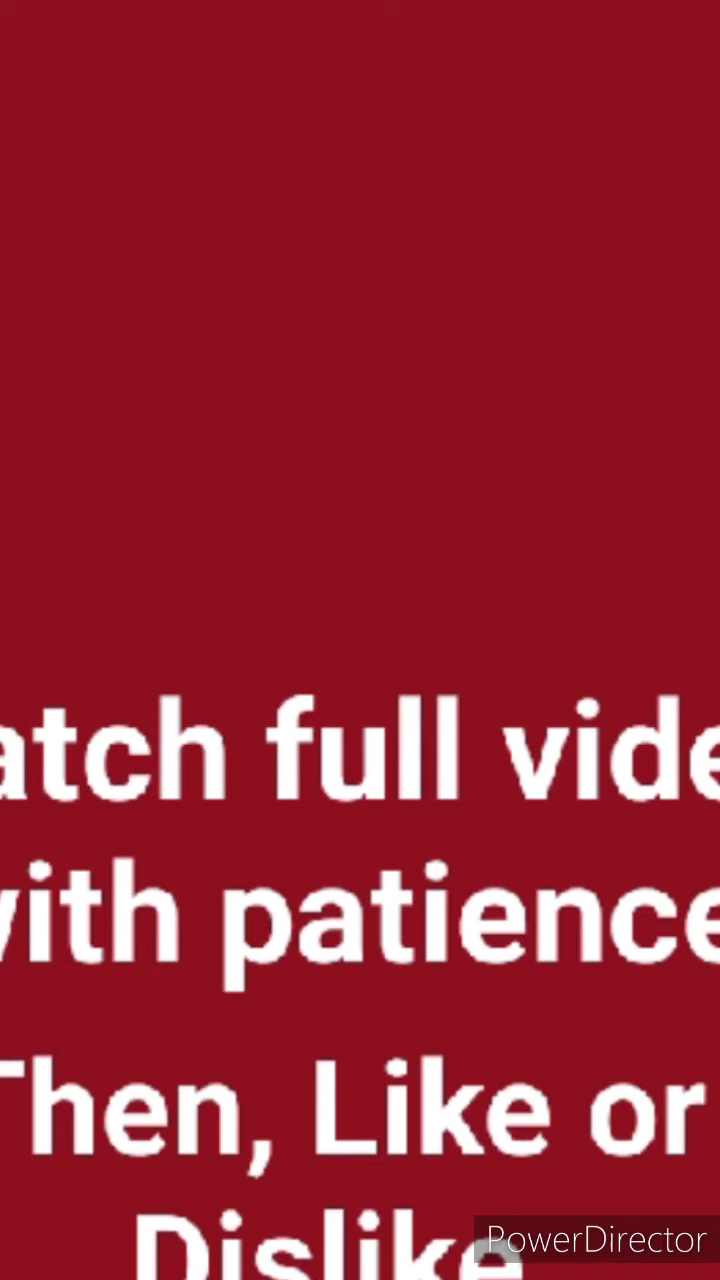 atch full vide
with patience
Then, Like or
Dislike
PowerDirector